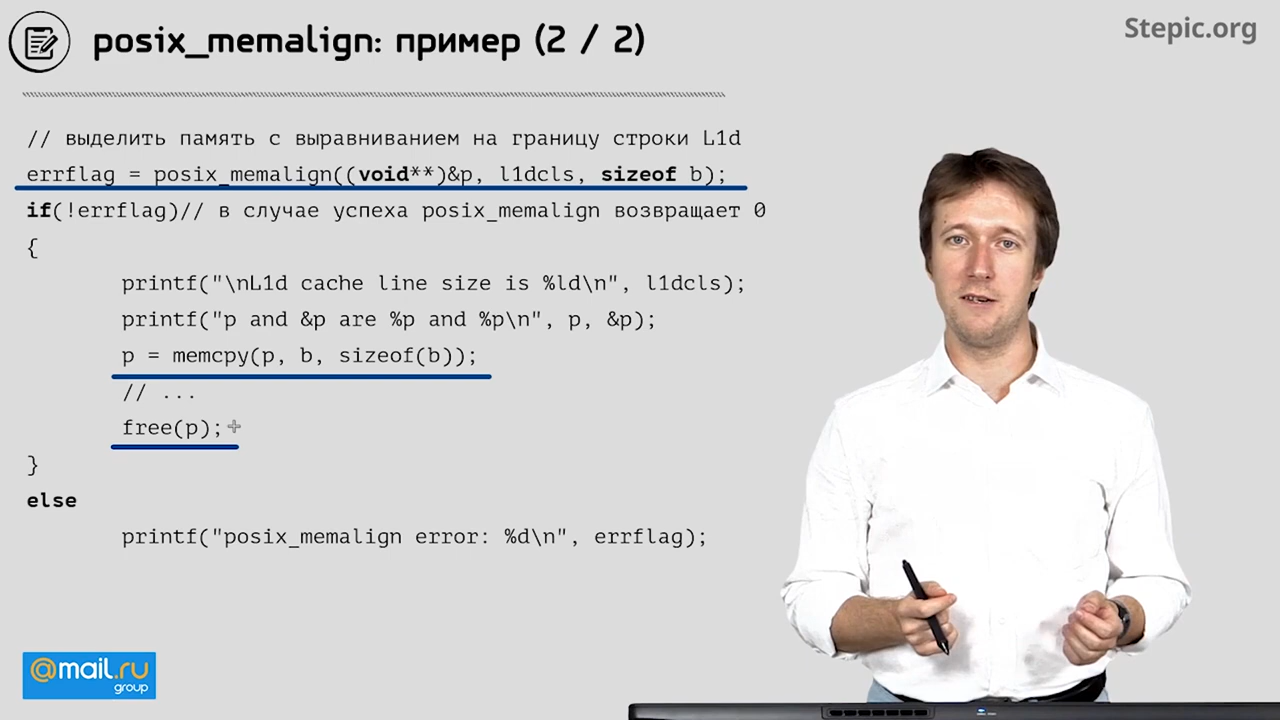 posix_memalign: пример (2 / 2)
Stepic.org
// выделить память с выравниванием на границу строки L1d
errflag = posix_memalign((void**)&p, l1dcls, sizeof b);
if(!errflag)// в случае успеха posix_memalign возвращает 0
{
printf("\nL1d cache line size is %ld\n", l1dcls);
printf("p and &p are %p and %p\n", p, &p);
p = memcpy(p, b, sizeof(b));
// ...
free(p);
}
else
printf("posix_memalign error: %d\n", errflag);
@mail.ru
group